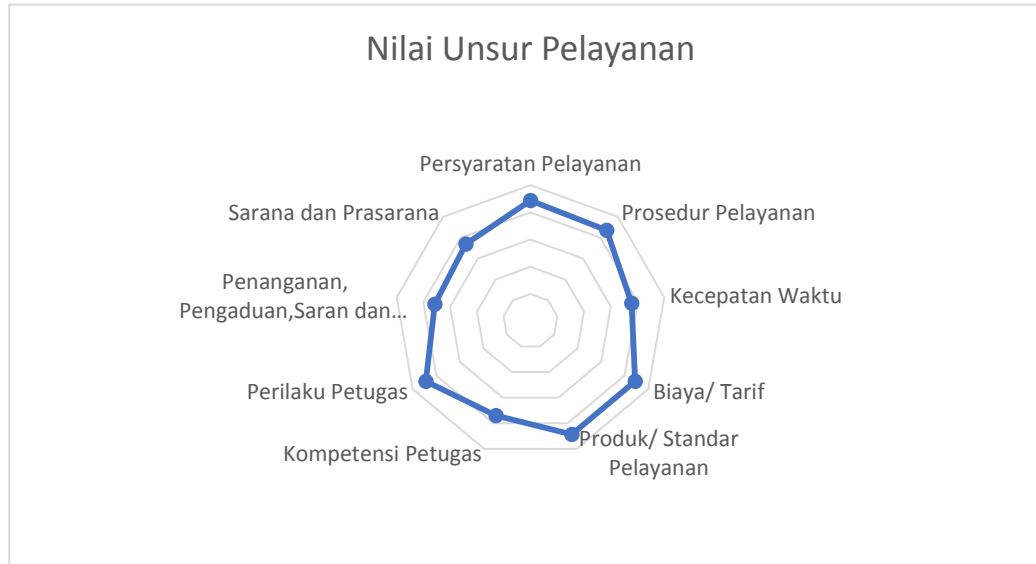 Nilai Unsur Pelayanan
Persyaratan Pelayanan
Prosedur Pelayanan
Kecepatan Waktu
Biaya/ Tarif
Produk/ Standar
Pelayanan
Kompetensi Petugas
Perilaku Petugas
Penanganan,
Pengaduan,Saran dan…
Sarana dan Prasarana